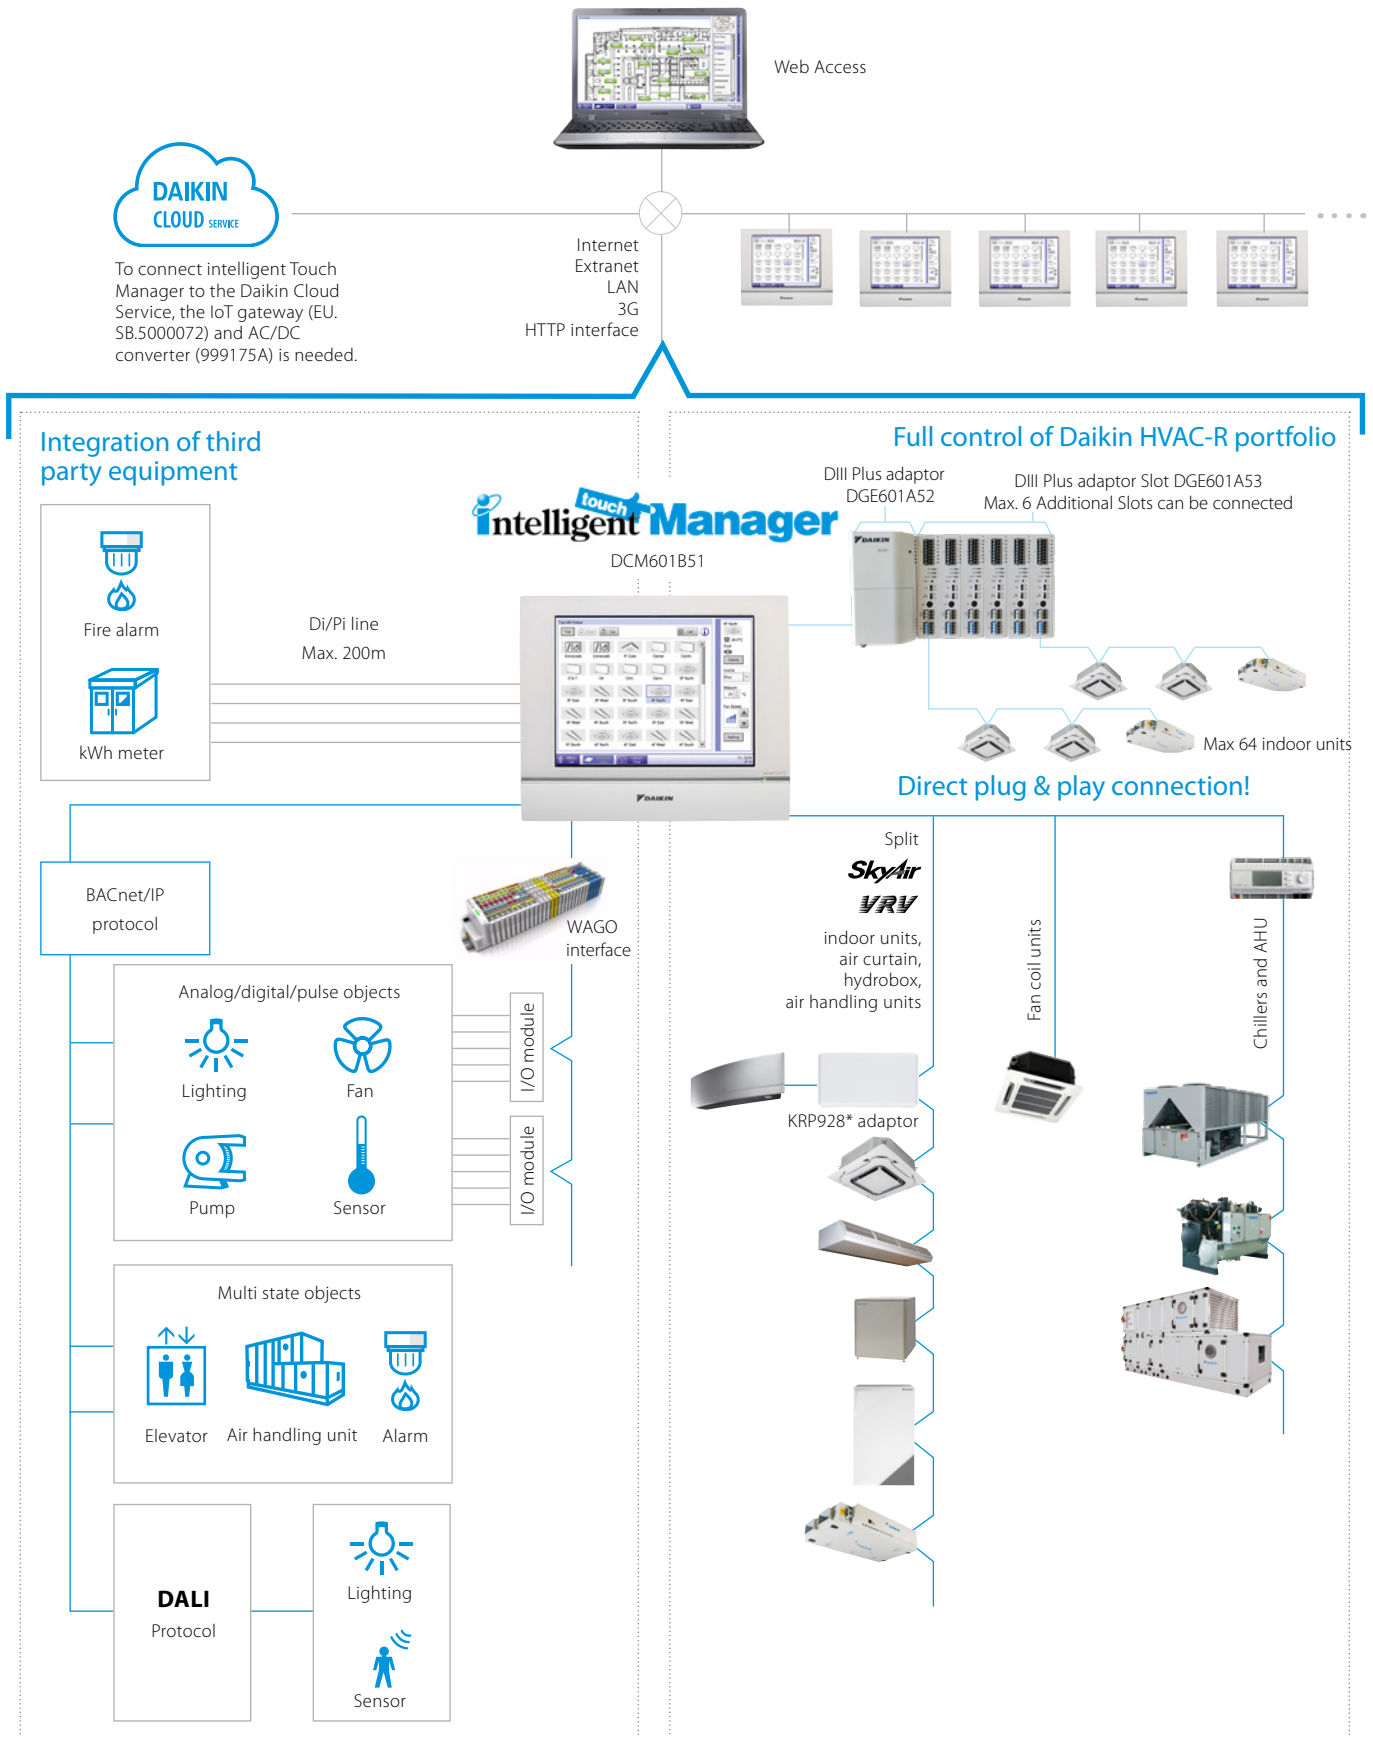 Web Access
DAIKIN
CLOUD SERVICE
To connect intelligent Touch
Manager to the Daikin Cloud
Service, the IoT gateway (EU.
SB.5000072) and AC/DC
converter (999175A) is needed.
Internet
Extranet
LAN
3G
HTTP interface
Integration of third
party equipment
Full control of Daikin HVAC-R portfolio
Fire alarm
kWh meter
Di/Pi line
Max. 200m
intelligent touch Manager
DCM601B51
DAIKIN
DIII Plus adaptor
DGE601A52
DIII Plus adaptor Slot DGE601A53
Max. 6 Additional Slots can be connected
DAIKIN
Max 64 indoor units
Direct plug & play connection!
BACnet/IP
protocol
WAGO
interface
Analog/digital/pulse objects
Lighting
Fan
Pump
Sensor
I/O module
I/O module
Multi state objects
Elevator
Air handling unit
Alarm
DALI
Protocol
Lighting
Sensor
Split
SkyAir
VRV
indoor units,
air curtain,
hydrobox,
air handling units
KRP928* adaptor
Fan coil units
Chillers and AHU